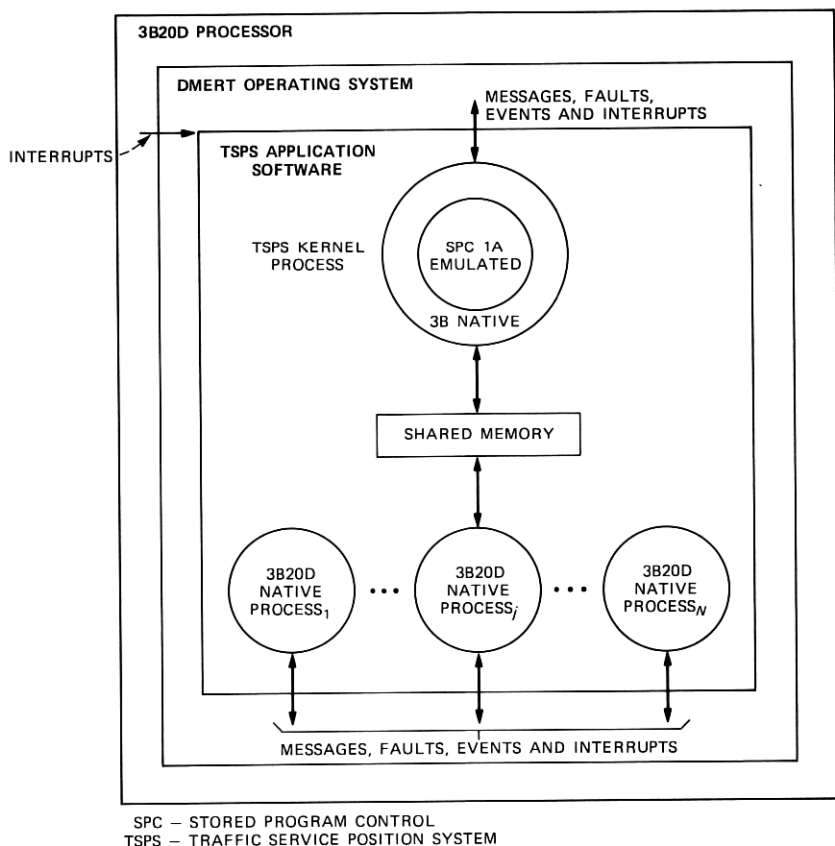 3B20D PROCESSOR
DMERT OPERATING SYSTEM
MESSAGES, FAULTS,
EVENTS AND INTERRUPTS
INTERRUPTS
TSPS APPLICATION
SOFTWARE
TSPS KERNEL
PROCESS
SPC 1A
EMULATED
3B NATIVE
SHARED MEMORY
3B20D
NATIVE
PROCESS1
3B20D
NATIVE
PROCESSj
3B20D
NATIVE
PROCESSN
MESSAGES, FAULTS, EVENTS AND INTERRUPTS
SPC – STORED PROGRAM CONTROL
TSPS – TRAFFIC SERVICE POSITION SYSTEM